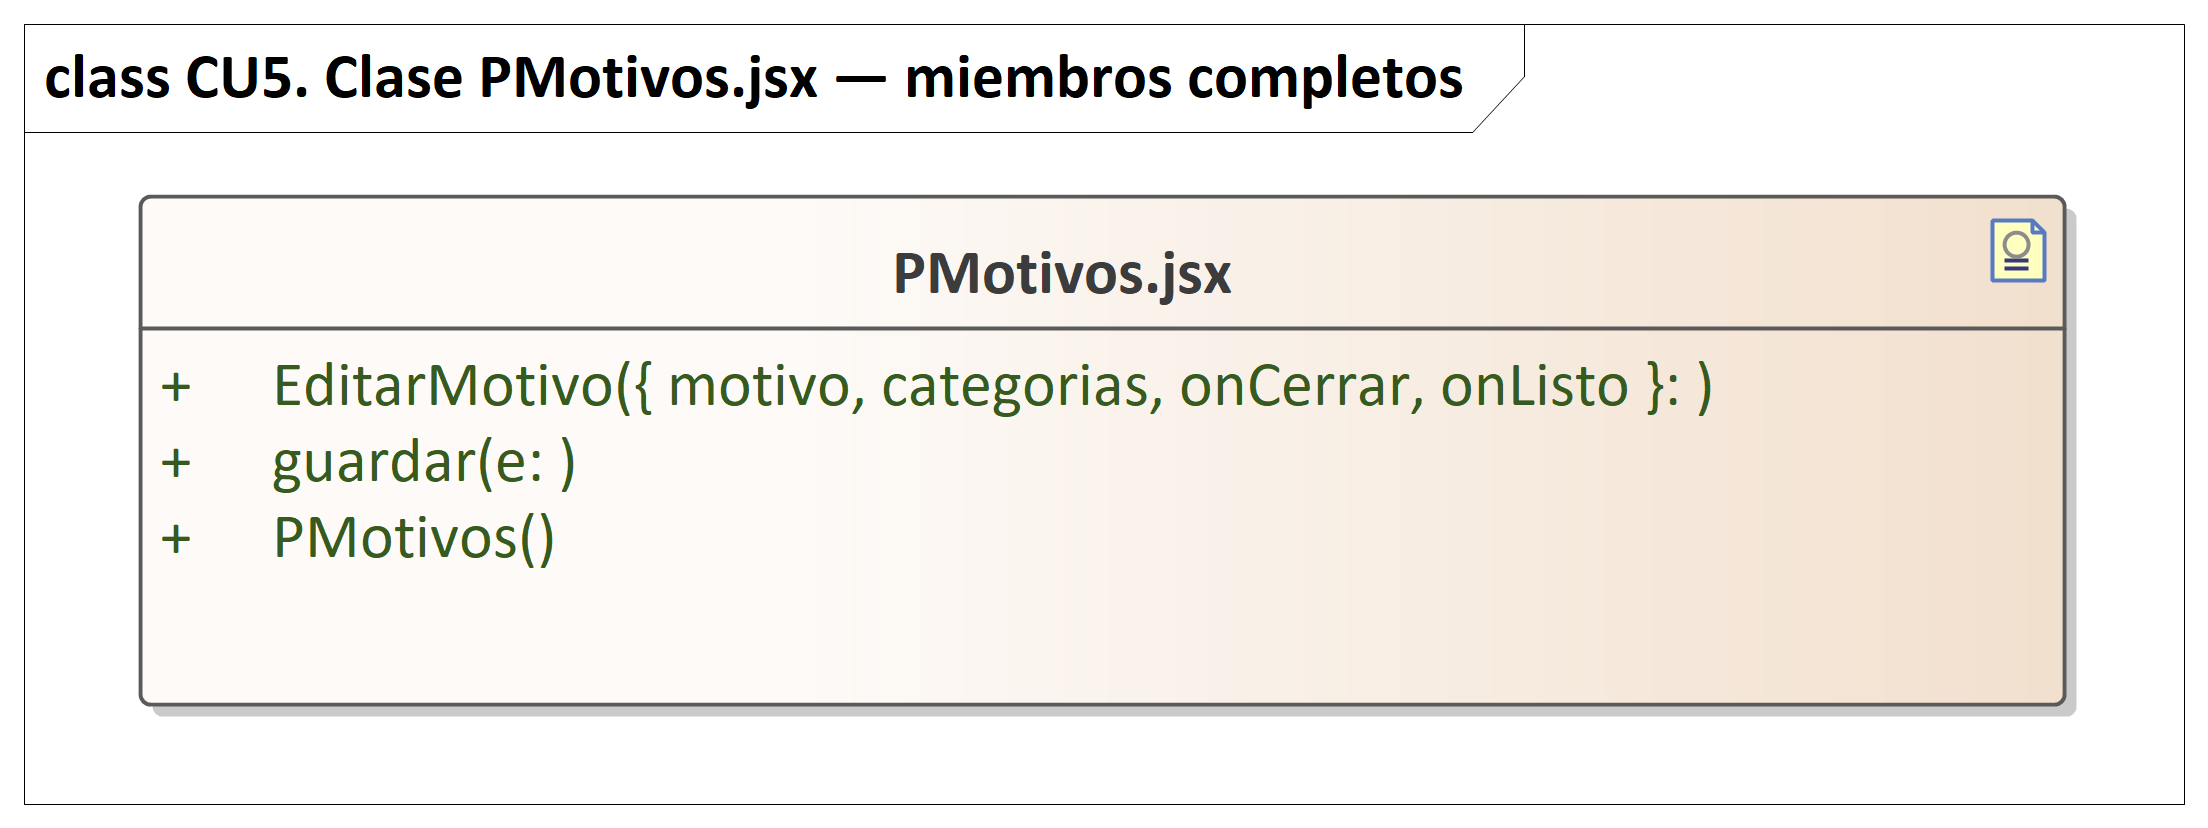 class CU5. Clase PMotivos.jsx — miembros completos
PMotivos.jsx
+ EditarMotivo({ motivo, categorias, onCerrar, onListo }: )
+ guardar(e: )
+ PMotivos()